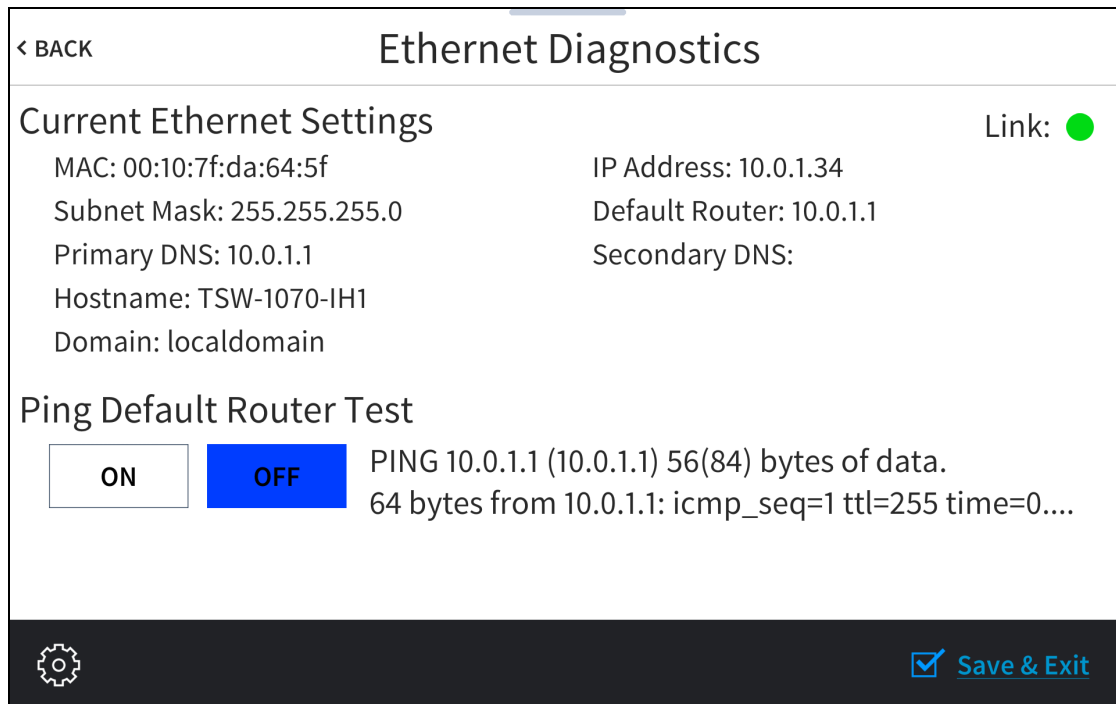 < BACK
Ethernet Diagnostics
Current Ethernet Settings
Link:
MAC: 00:10:7f:da:64:5f
IP Address: 10.0.1.34
Subnet Mask: 255.255.255.0
Default Router: 10.0.1.1
Primary DNS: 10.0.1.1
Secondary DNS:
Hostname: TSW-1070-IH1
Domain: localdomain
Ping Default Router Test
ON
OFF
PING 10.0.1.1 (10.0.1.1) 56(84) bytes of data.
64 bytes from 10.0.1.1: icmp_seq=1 ttl=255 time=0....
Save & Exit